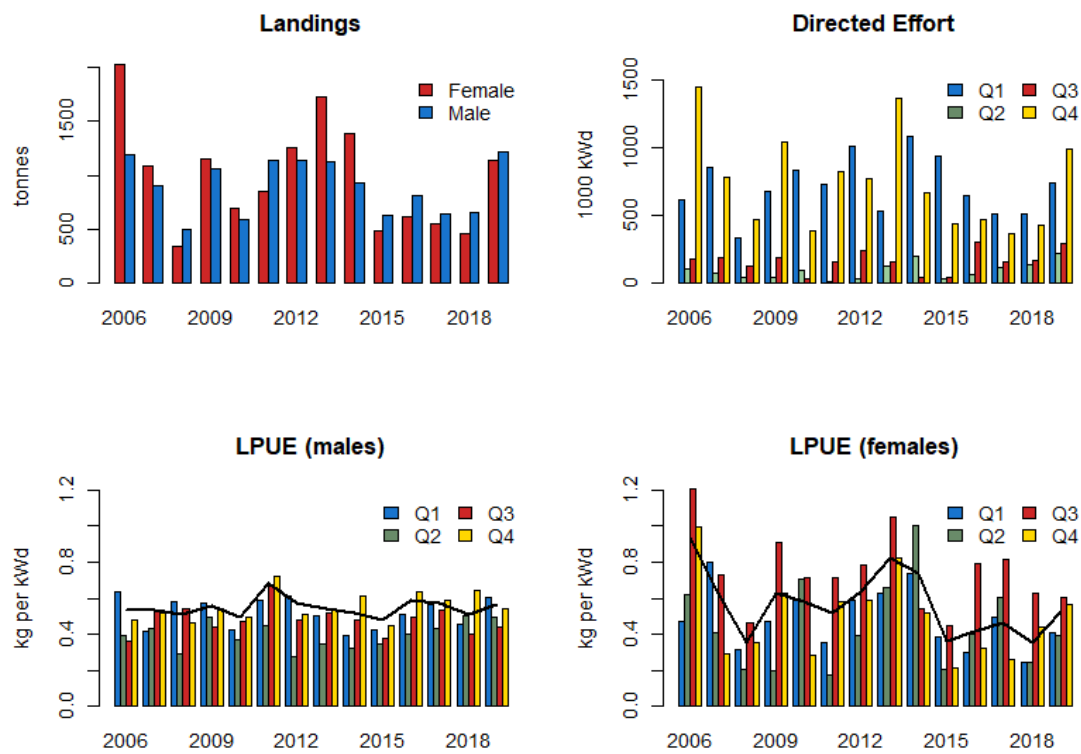 Landings
tonnes
0
500
1500
Female
Male
2006
2009
2012
2015
2018
Directed Effort
1000 kWd
0
500
1000
1500
Q1
Q3
Q2
Q4
2006
2009
2012
2015
2018
LPUE (males)
kg per kWd
0.0
0.4
0.8
1.2
Q1
Q3
Q2
Q4
2006
2009
2012
2015
2018
LPUE (females)
kg per kWd
0.0
0.4
0.8
1.2
Q1
Q3
Q2
Q4
2006
2009
2012
2015
2018